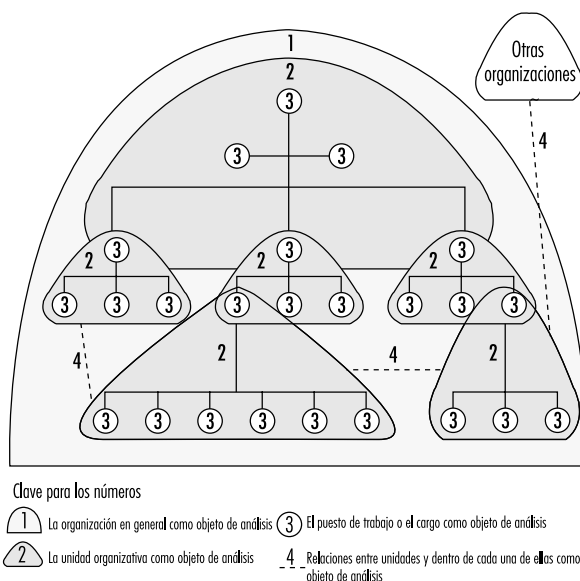 1
Otras
organizaciones
2
3
4
3 3
3 3 3
2 2 2
3 3 3 3 3 3 3 3 3
4 2 4 2
3 3 3 3 3 3 3 3 3
Clave para los números
1 La organización en general como objeto de análisis
3 El puesto de trabajo o el cargo como objeto de análisis
2 La unidad organizativa como objeto de análisis
4 Relaciones entre unidades y dentro de cada una de ellas como
objeto de análisis